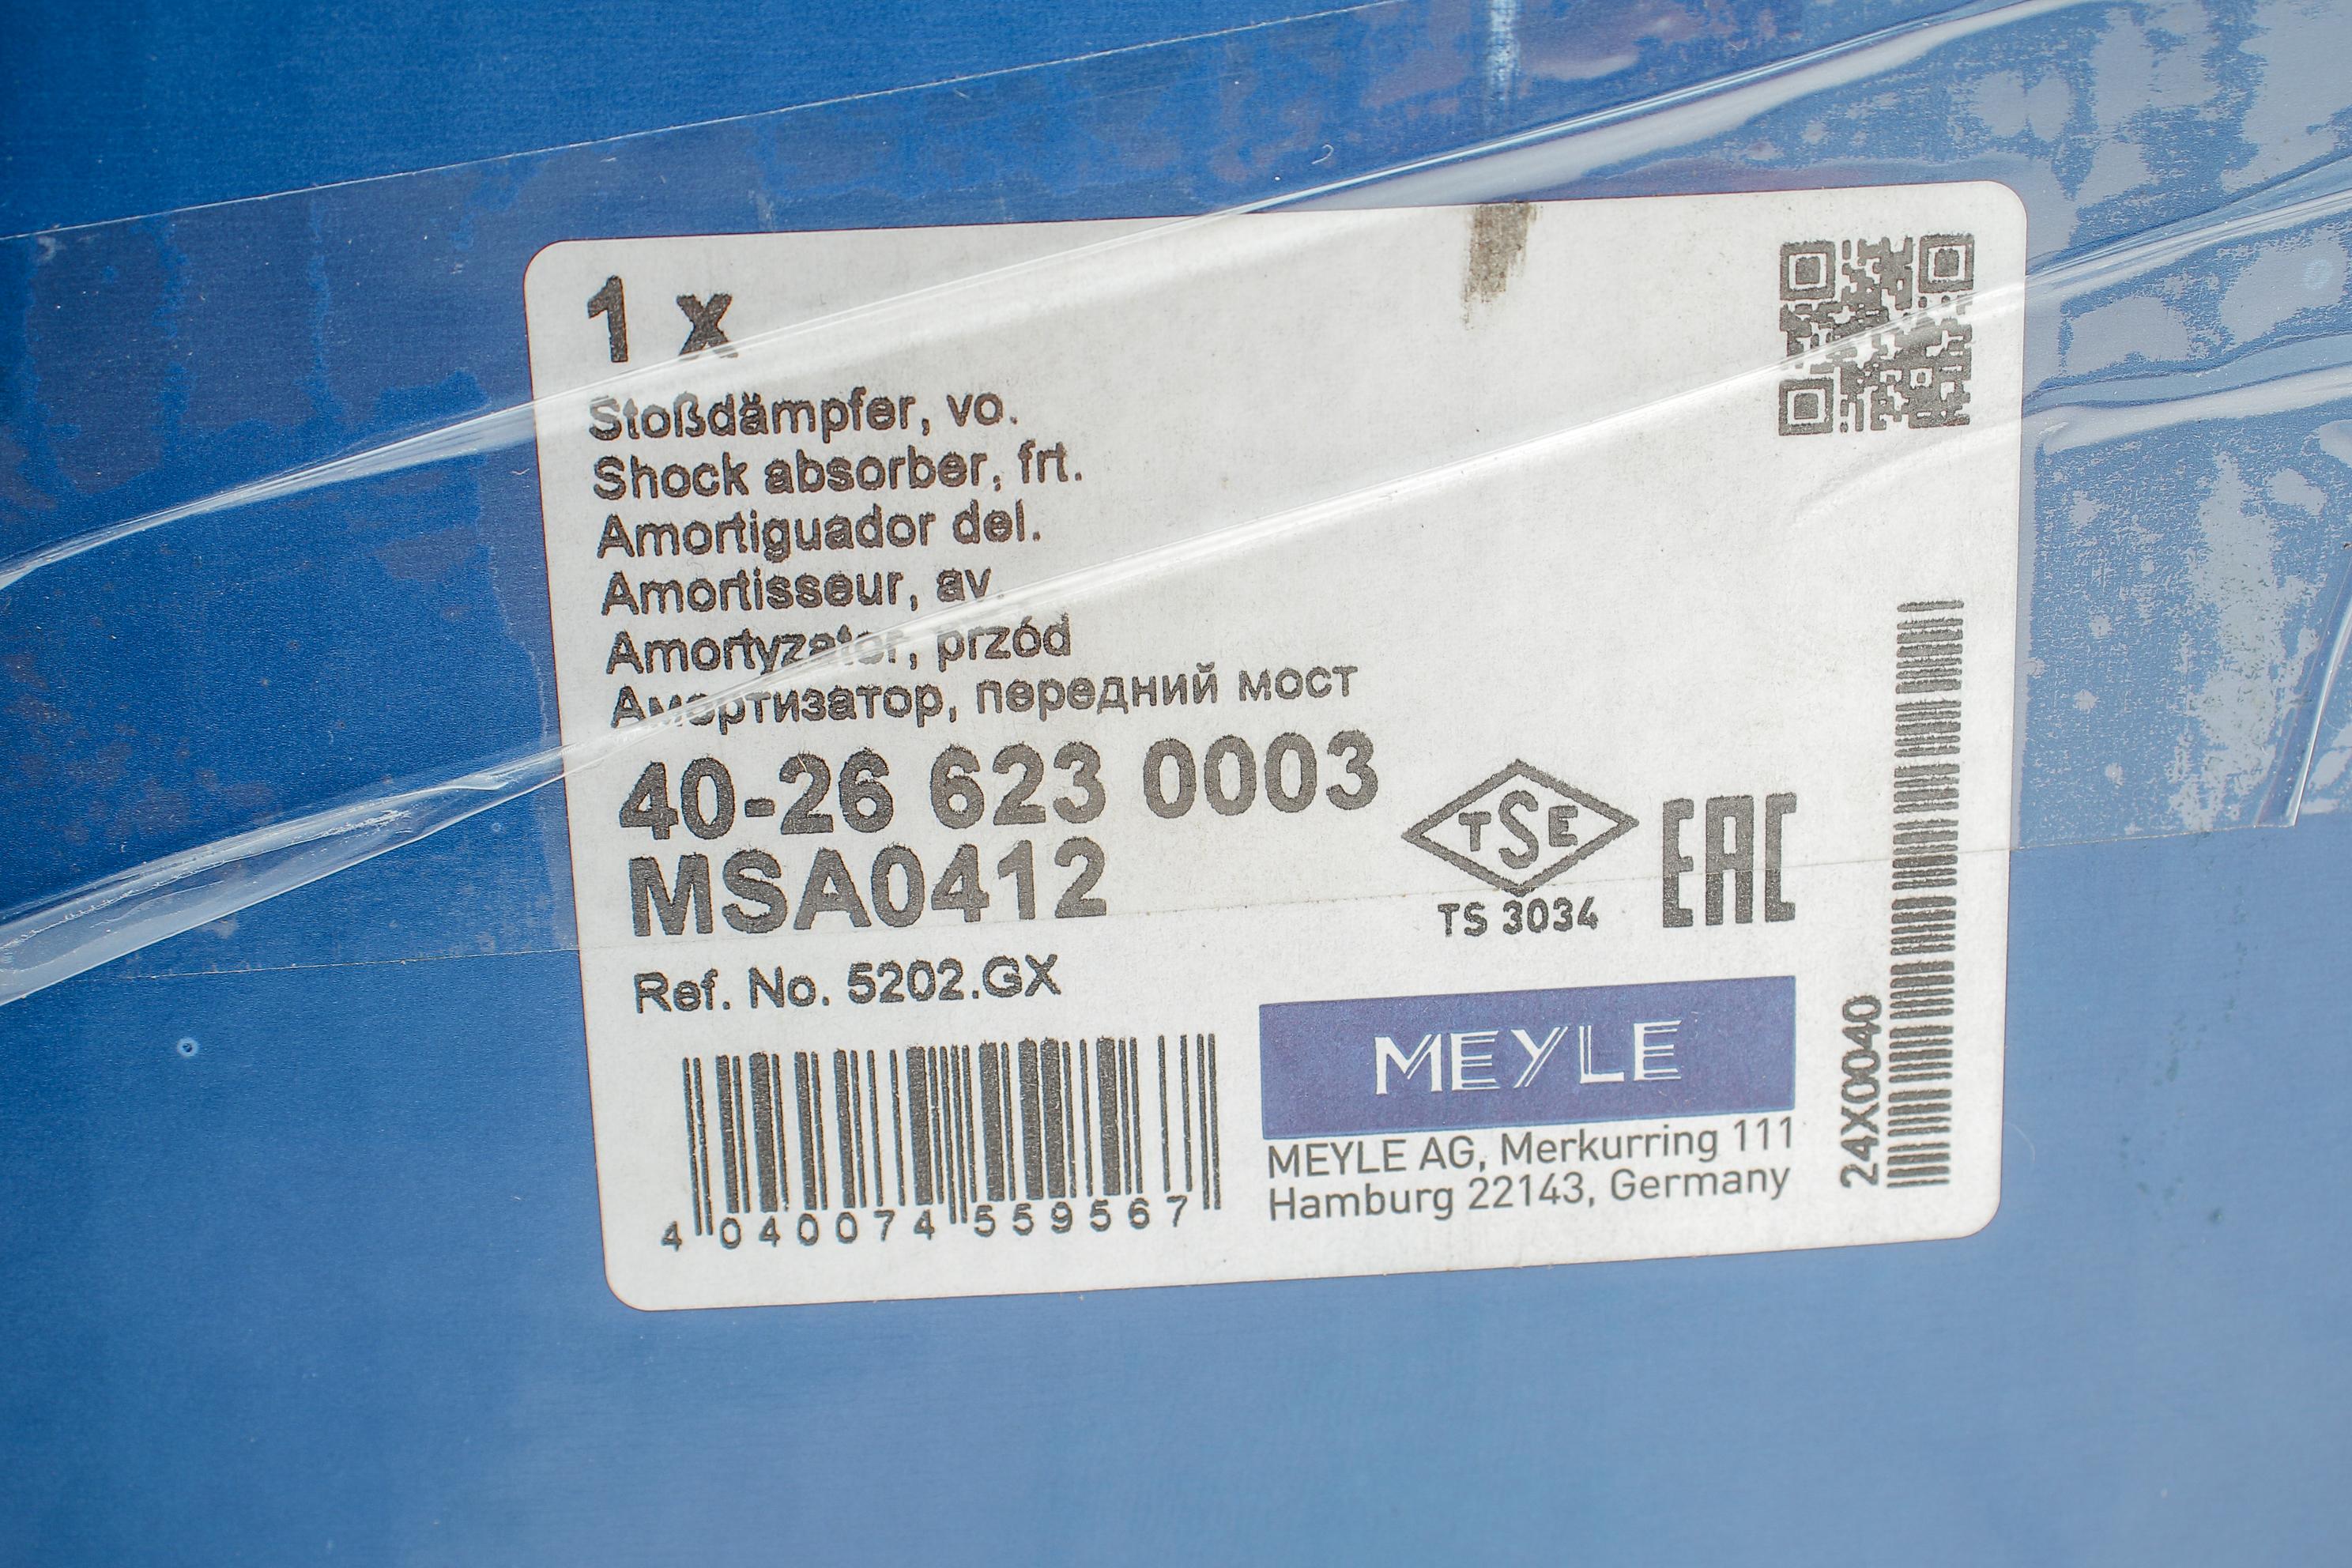 1 x
Stoßdämpfer, vo.
Shock absorber, frt.
Amortiguador del.
Amortisseur, av.
Amortyzator, przód
Амортизатор, передний мост
40-26 623 0003
MSA0412
TSE
TS 3034
EAC
Ref. No. 5202.GX
4 040074 559567
MEYLE
MEYLE AG, Merkurring 111
Hamburg 22143, Germany
24X0040